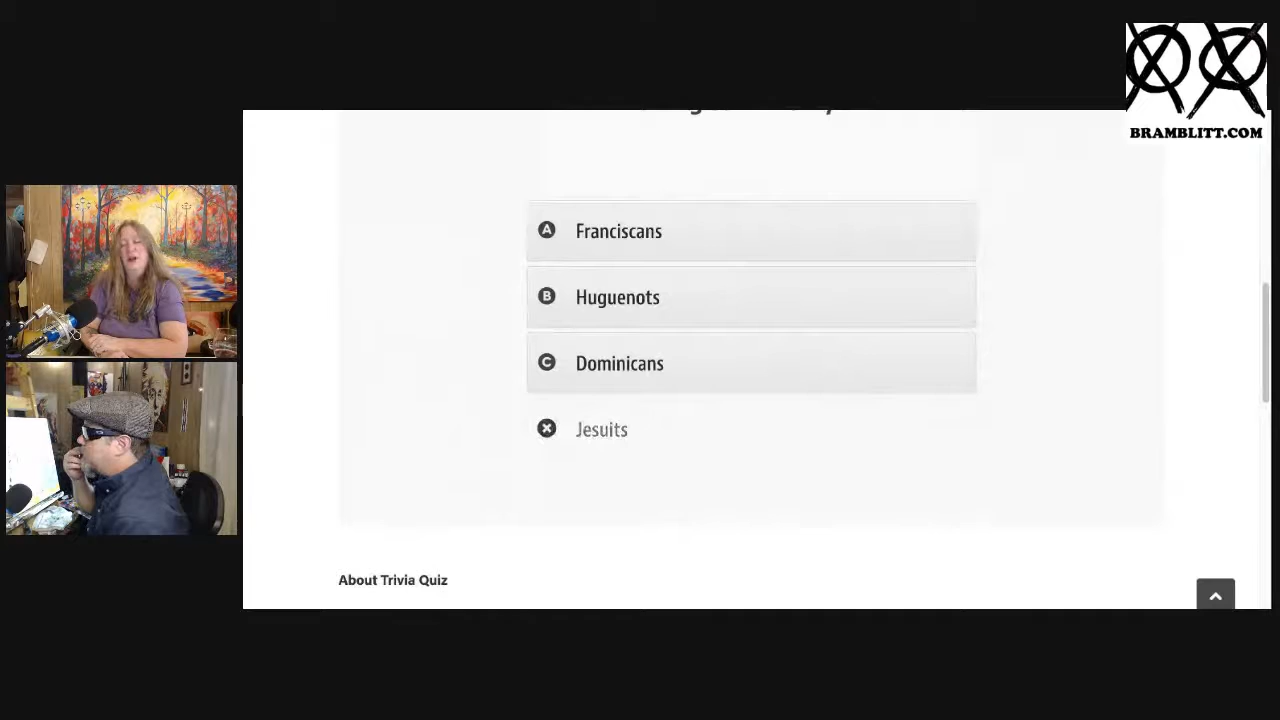 BRAMBLITT.COM
A Franciscans
B Huguenots
C Dominicans
Jesuits
About Trivia Quiz